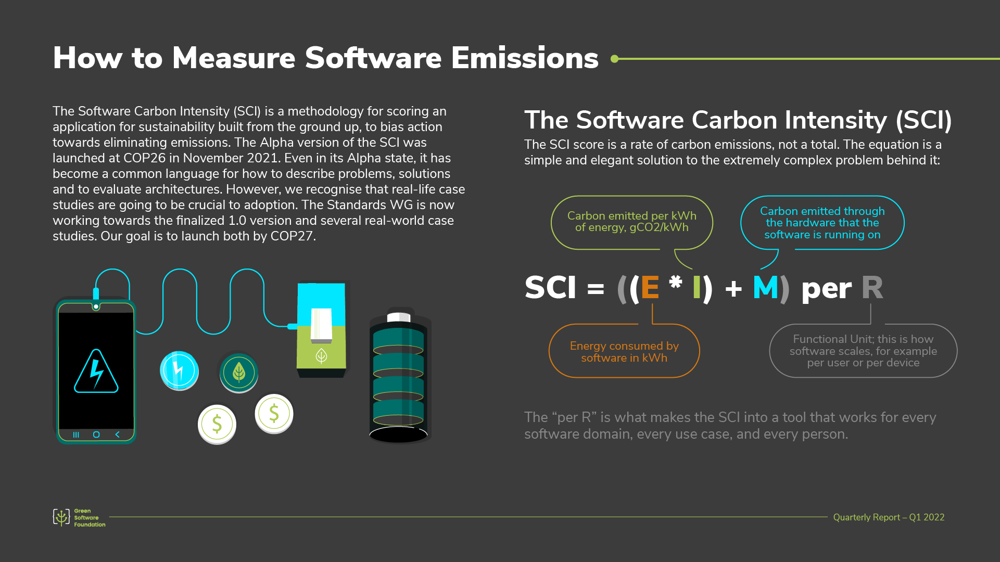 How to Measure Software Emissions
The Software Carbon Intensity (SCI) is a methodology for scoring an
application for sustainability built from the ground up, to bias action
towards eliminating emissions. The Alpha version of the SCI was
launched at COP26 in November 2021. Even in its Alpha state, it has
become a common language for how to describe problems, solutions
and to evaluate architectures. However, we recognise that real-life case
studies are going to be crucial to adoption. The Standards WG is now
working towards the finalized 1.0 version and several real-world case
studies. Our goal is to launch both by COP27.
$
$
The Software Carbon Intensity (SCI)
The SCI score is a rate of carbon emissions, not a total. The equation is a
simple and elegant solution to the extremely complex problem behind it:
Carbon emitted per kWh
of energy, gCO2/kWh
Carbon emitted through
the hardware that the
software is running on
SCI = ((E * I) + M) per R
Energy consumed by
software in kWh
Functional Unit; this is how
software scales, for example
per user or per device
The “per R” is what makes the SCI into a tool that works for every
software domain, every use case, and every person.
Green
Software
Foundation
Quarterly Report – Q1 2022